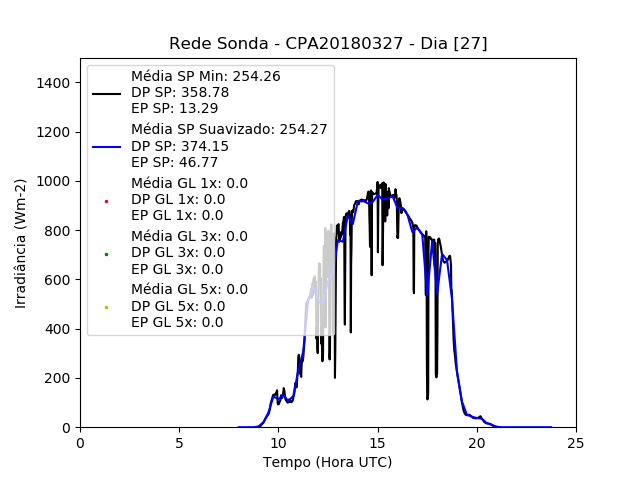 Rede Sonda - CPA20180327 - Dia [27]
Média SP Min: 254.26
DP SP: 358.78
EP SP: 13.29
Média SP Suavizado: 254.27
DP SP: 374.15
EP SP: 46.77
Média GL 1x: 0.0
DP GL 1x: 0.0
EP GL 1x: 0.0
Média GL 3x: 0.0
DP GL 3x: 0.0
EP GL 3x: 0.0
Média GL 5x: 0.0
DP GL 5x: 0.0
EP GL 5x: 0.0
Irradiância (Wm-2)
1400
1200
1000
800
600
400
200
0
0 5 10 15 20 25
Tempo (Hora UTC)